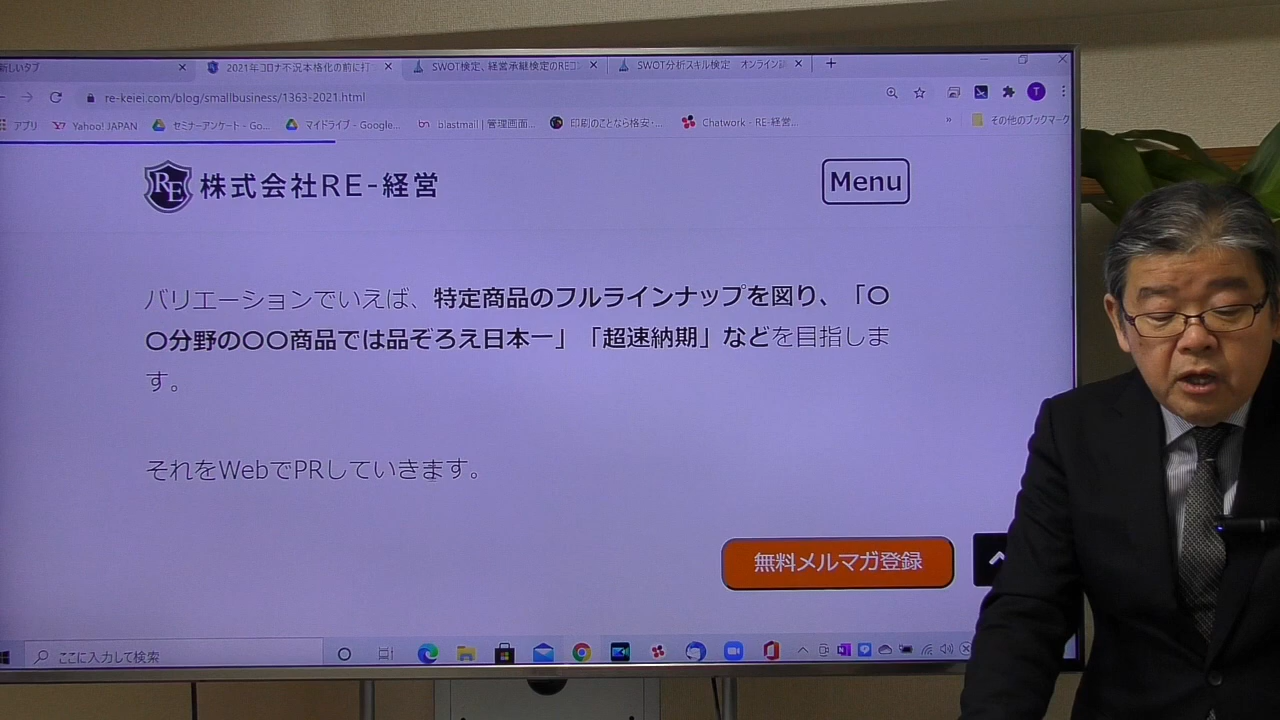 新しいタブ
2021年コロナ不況本格化の前に打
SWOT検定、経営承継検定のREロ
SWOT分析スキル検定 オンライン
re-keiei.com/blog/smallbusiness/1363-2021.html
T
アプリ
Yahoo! JAPAN
セミナーアンケート - Go...
マイドライブ - Google...
bn blastmail | 管理画面...
印刷のことなら格安・...
Chatwork - RE-経営...
»
その他のブックマーク
RE 株式会社RE-経営
Menu
バリエーションでいえば、特定商品のフルラインナップを図り、「〇
〇分野の〇〇商品では品ぞろえ日本一」「超速納期」などを目指しま
す。
それをWebでPRしていきます。
無料メルマガ登録
ここに入力して検索